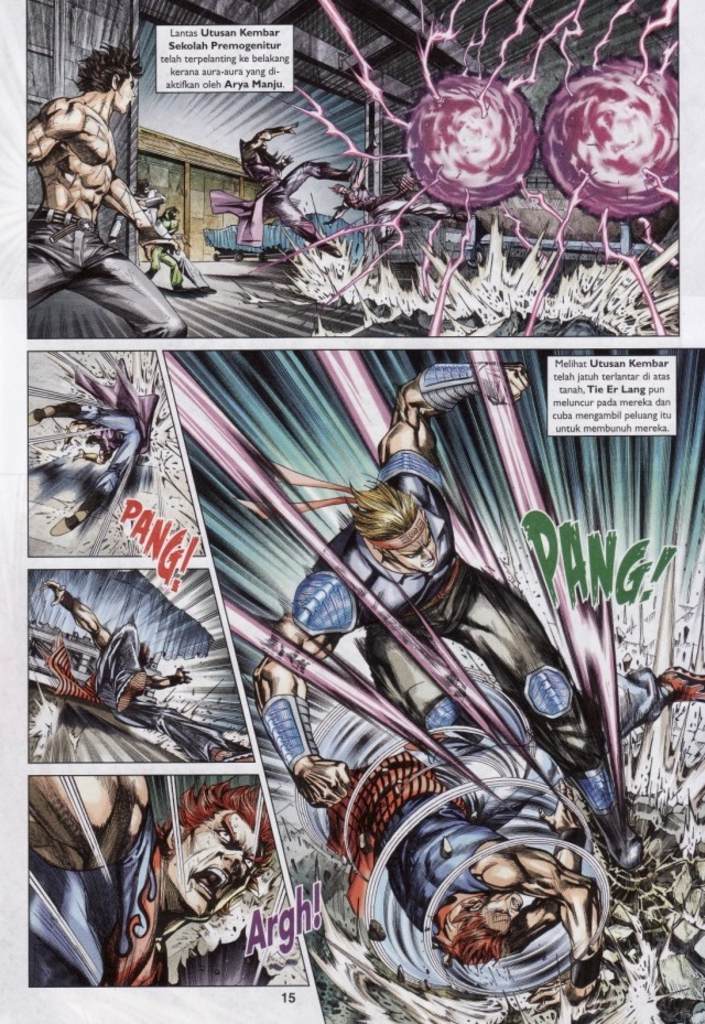 Lantas Utusan Kembar
Sekolah Premogenitur
telah terpelanting ke belakang
kerana aura-aura yang di-
aktifkan oleh Arya Manju.
Melihat Utusan Kembar
telah jatuh terlantar di atas
tanah, Tie Er Lang pun
meluncur pada mereka dan
cuba mengambil peluang itu
untuk membunuh mereka.
PANG!
PANG!
Argh!
15